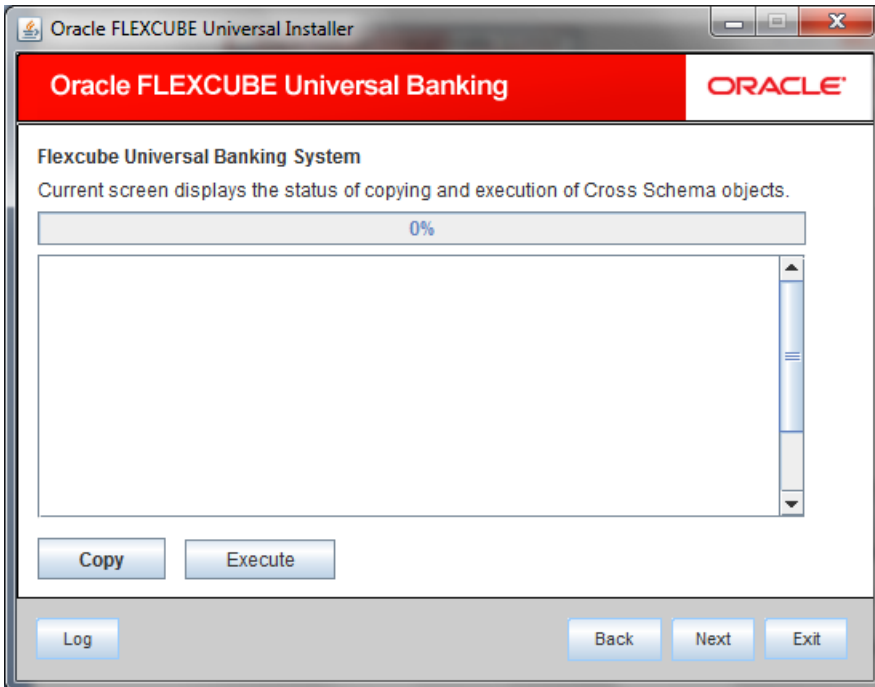 Oracle FLEXCUBE Universal Installer
Oracle FLEXCUBE Universal Banking
ORACLE
Flexcube Universal Banking System
Current screen displays the status of copying and execution of Cross Schema objects.
0%
Copy Execute
Log Back Next Exit